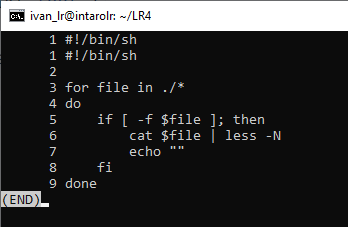 ivan_lr@intarolr: ~/LR4
1 #!/bin/sh
1 #!/bin/sh
2
3 for file in ./*
4 do
5     if [ -f $file ]; then
6         cat $file | less -N
7         echo ""
8     fi
9 done
(END)